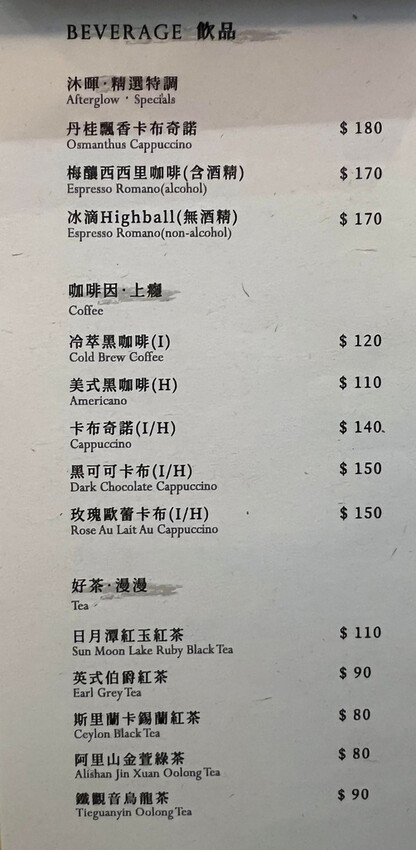 BEVERAGE 飲品
沐暉·精選特調
Afterglow·Specials
丹桂飄香卡布奇諾 $ 180
Osmanthus Cappuccino
梅釀西西里咖啡(含酒精) $ 170
Espresso Romano(alcohol)
冰滴Highball(無酒精) $ 170
Espresso Romano(non-alcohol)
咖啡因·上癮
Coffee
冷萃黑咖啡(I) $ 120
Cold Brew Coffee
美式黑咖啡(H) $ 110
Americano
卡布奇諾(I/H) $ 140
Cappuccino
黑可可卡布(I/H) $ 150
Dark Chocolate Cappuccino
玫瑰歐蕾卡布(I/H) $ 150
Rose Au Lait Au Cappuccino
好茶·漫漫
Tea
日月潭紅玉紅茶 $ 110
Sun Moon Lake Ruby Black Tea
英式伯爵紅茶 $ 90
Earl Grey Tea
斯里蘭卡錫蘭紅茶 $ 80
Ceylon Black Tea
阿里山金萱綠茶 $ 80
Alishan Jin Xuan Oolong Tea
鐵觀音烏龍茶 $ 90
Tieguanyin Oolong Tea